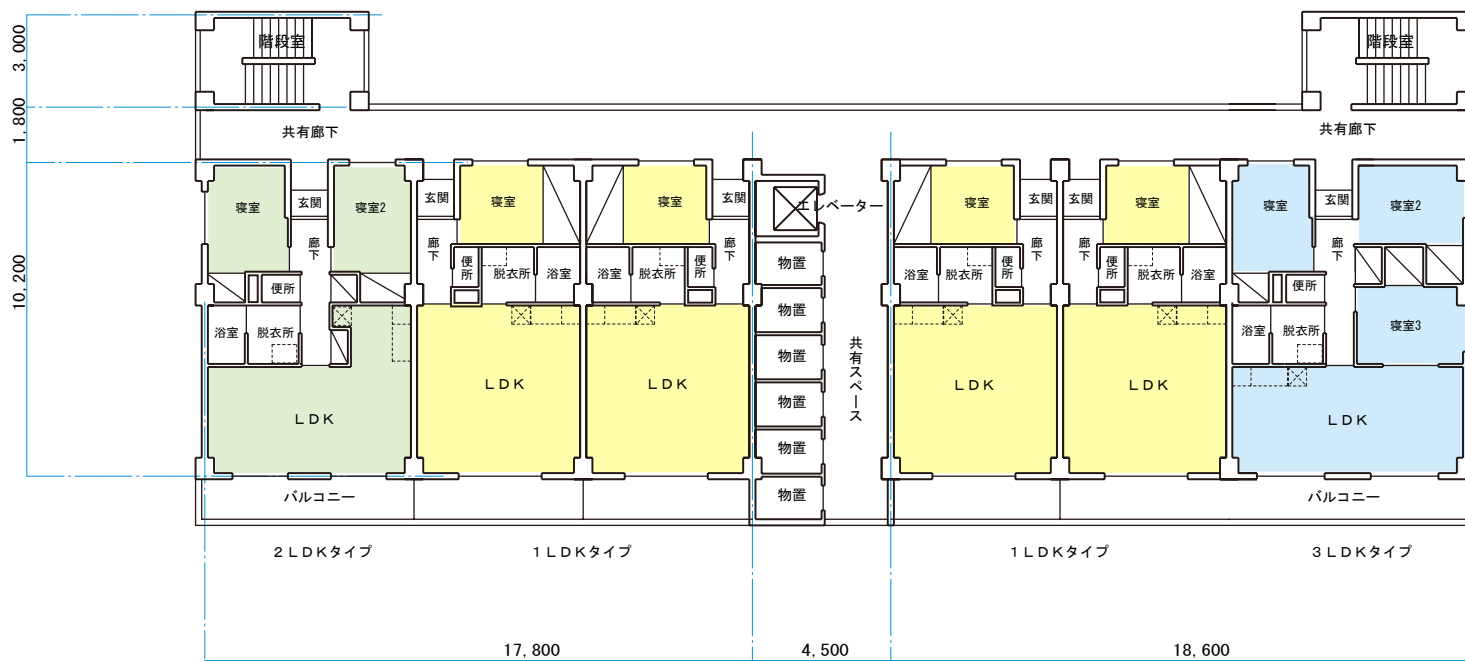 階段室
階段室
3,000
1,800
10,200
共有廊下
共有廊下
寝室
玄関
寝室2
玄関
寝室
寝室
玄関
エレベーター
寝室
玄関
玄関
寝室
寝室
玄関
寝室2
廊下
廊下
廊下
廊下
廊下
廊下
便所
便所
脱衣所
浴室
浴室
脱衣所
便所
物置
浴室
脱衣所
便所
便所
脱衣所
浴室
便所
浴室
脱衣所
物置
浴室
脱衣所
寝室3
物置
共有スペース
LDK
LDK
物置
LDK
LDK
LDK
LDK
物置
バルコニー
物置
バルコニー
2LDKタイプ
1LDKタイプ
1LDKタイプ
3LDKタイプ
17,800
4,500
18,600